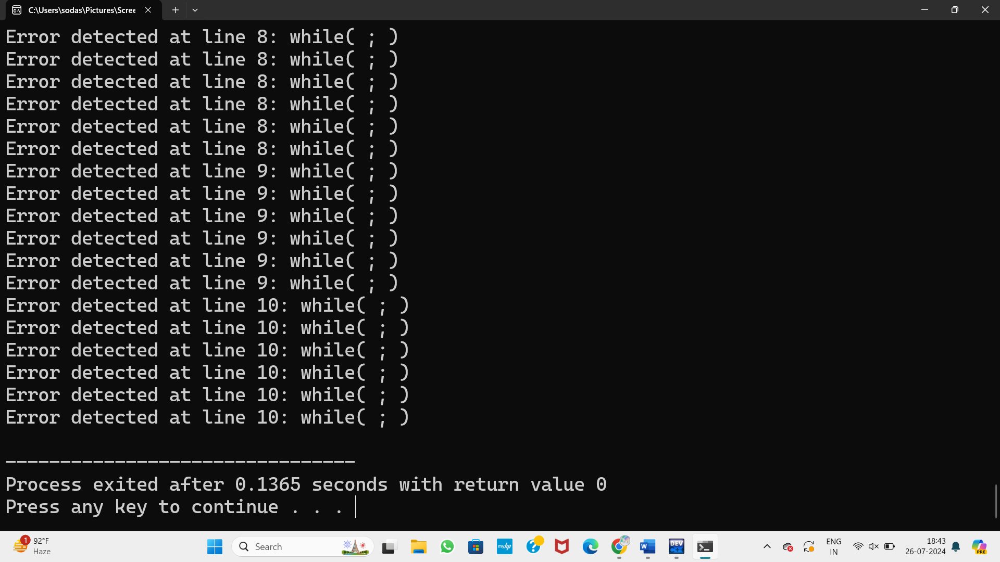 C:\Users\sodas\Pictures\Scree
Error detected at line 8: while( ; )
Error detected at line 8: while( ; )
Error detected at line 8: while( ; )
Error detected at line 8: while( ; )
Error detected at line 8: while( ; )
Error detected at line 8: while( ; )
Error detected at line 9: while( ; )
Error detected at line 9: while( ; )
Error detected at line 9: while( ; )
Error detected at line 9: while( ; )
Error detected at line 9: while( ; )
Error detected at line 9: while( ; )
Error detected at line 10: while( ; )
Error detected at line 10: while( ; )
Error detected at line 10: while( ; )
Error detected at line 10: while( ; )
Error detected at line 10: while( ; )
Error detected at line 10: while( ; )
--------------------------------
Process exited after 0.1365 seconds with return value 0
Press any key to continue . . .
1
92°F
Haze
Search
myhp
W
DEV
C++
ENG
IN
18:43
26-07-2024
PRE